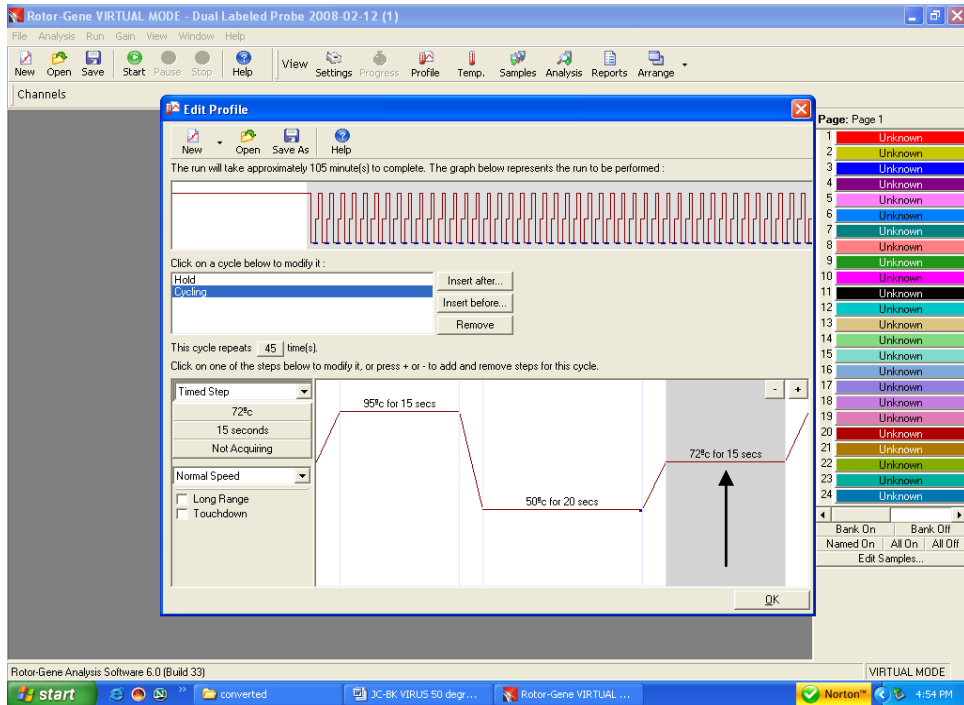 Rotor-Gene VIRTUAL MODE - Dual Labeled Probe 2008-02-12 (1)
File Analysis Run Gain View Window Help
New Open Save Start Pause Stop Help View Settings Progress Profile Temp. Samples Analysis Reports Arrange
Channels
Edit Profile
New Open Save As Help
The run will take approximately 105 minute(s) to complete. The graph below represents the run to be performed :
Click on a cycle below to modify it :
Hold
Cycling
Insert after...
Insert before...
Remove
This cycle repeats 45 time(s).
Click on one of the steps below to modify it, or press + or - to add and remove steps for this cycle.
Timed Step
72ºc
15 seconds
Not Acquiring
Normal Speed
Long Range
Touchdown
95ºc for 15 secs
50ºc for 20 secs
72ºc for 15 secs
- +
OK
Page: Page 1
1 Unknown
2 Unknown
3 Unknown
4 Unknown
5 Unknown
6 Unknown
7 Unknown
8 Unknown
9 Unknown
10 Unknown
11 Unknown
12 Unknown
13 Unknown
14 Unknown
15 Unknown
16 Unknown
17 Unknown
18 Unknown
19 Unknown
20 Unknown
21 Unknown
22 Unknown
23 Unknown
24 Unknown
Bank On Bank Off
Named On All On All Off
Edit Samples...
Rotor-Gene Analysis Software 6.0 (Build 33)
VIRTUAL MODE
start converted JC-BK VIRUS 50 degr... Rotor-Gene VIRTUAL ... Norton™ 4:54 PM